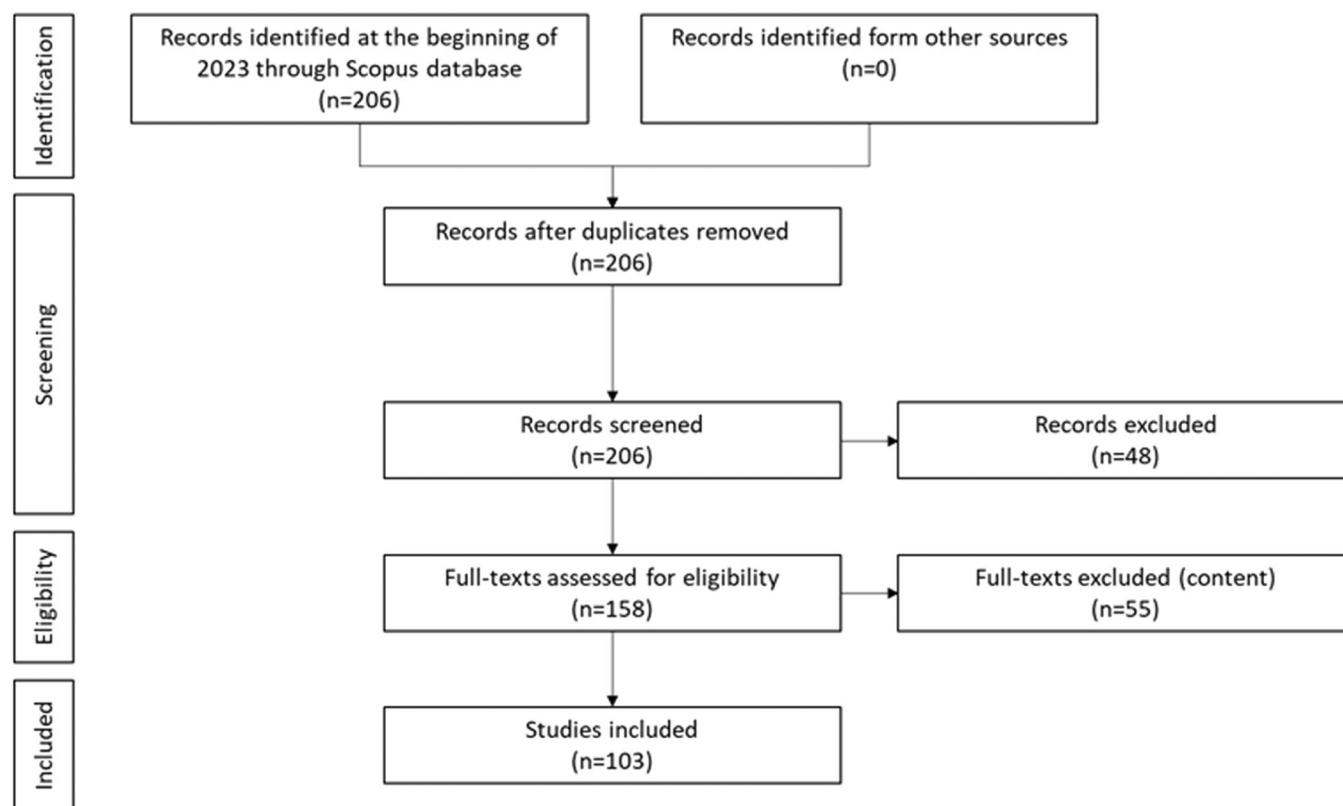 Identification
Records identified at the beginning of
2023 through Scopus database
(n=206)
Records identified form other sources
(n=0)
Screening
Records after duplicates removed
(n=206)
Records screened
(n=206)
Records excluded
(n=48)
Eligibility
Full-texts assessed for eligibility
(n=158)
Full-texts excluded (content)
(n=55)
Included
Studies included
(n=103)